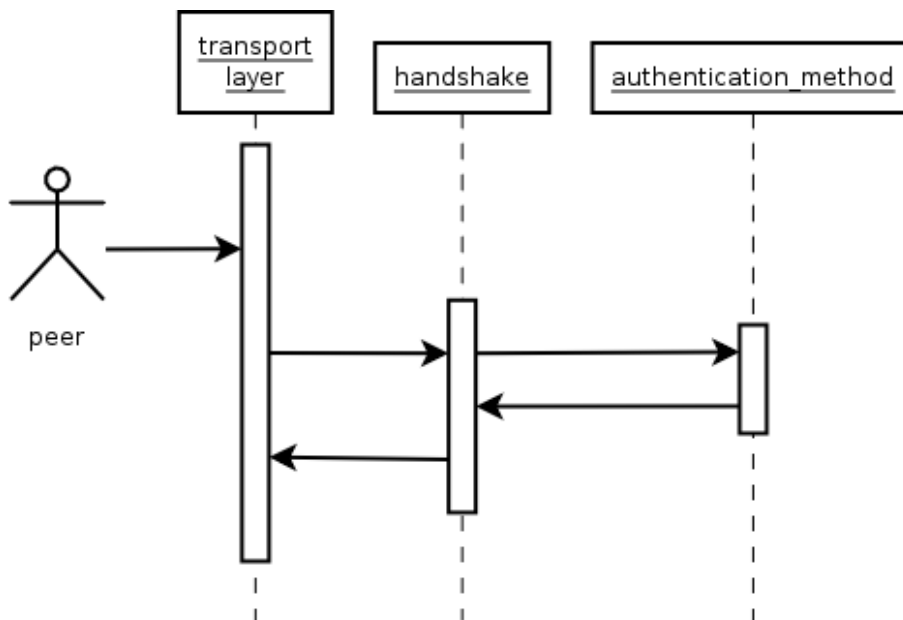 transport
layer
handshake
authentication_method
peer